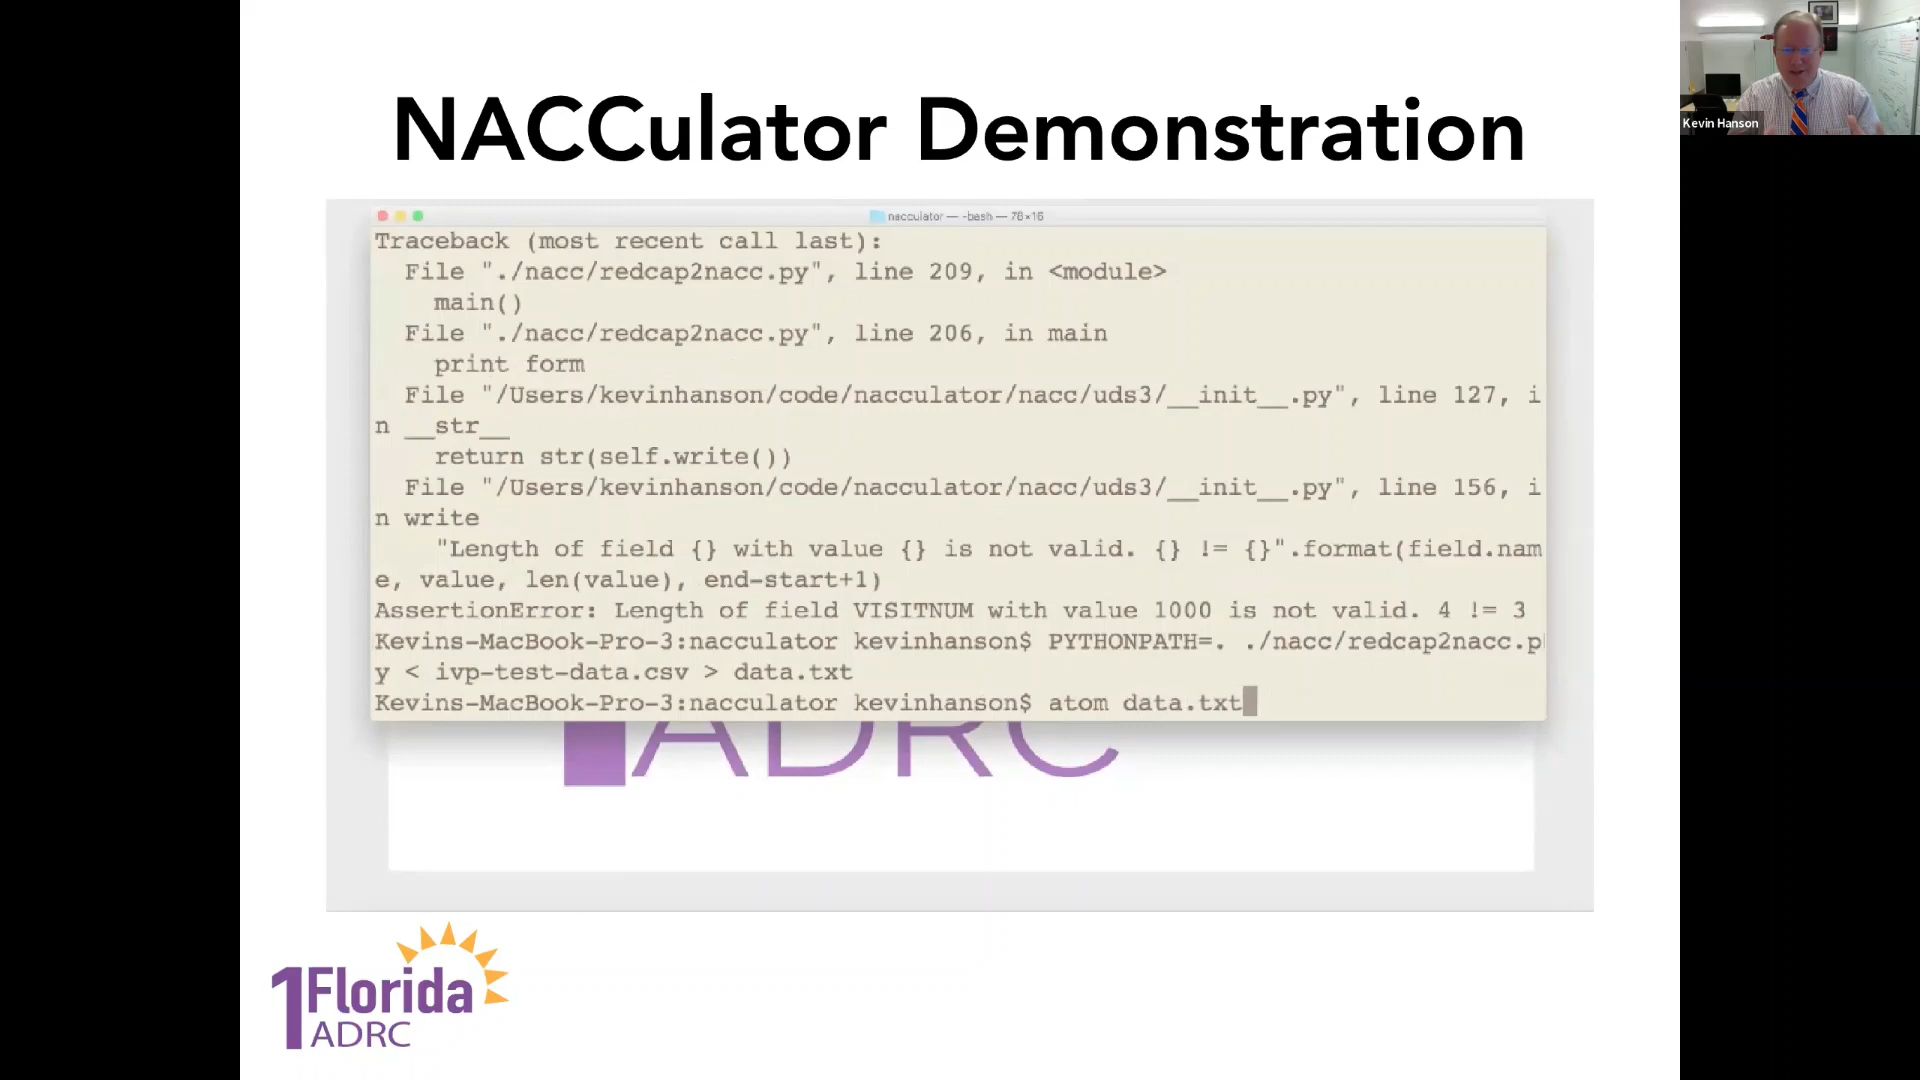 NACCulator Demonstration
Kevin Hanson
nacculator — -bash — 78×16
Traceback (most recent call last):
File "./nacc/redcap2nacc.py", line 209, in <module>
main()
File "./nacc/redcap2nacc.py", line 206, in main
print form
File "/Users/kevinhanson/code/nacculator/nacc/uds3/__init__.py", line 127, i
n __str__
return str(self.write())
File "/Users/kevinhanson/code/nacculator/nacc/uds3/__init__.py", line 156, i
n write
"Length of field {} with value {} is not valid. {} != {}".format(field.nam
e, value, len(value), end-start+1)
AssertionError: Length of field VISITNUM with value 1000 is not valid. 4 != 3
Kevins-MacBook-Pro-3:nacculator kevinhanson$ PYTHONPATH=. ./nacc/redcap2nacc.p
y < ivp-test-data.csv > data.txt
Kevins-MacBook-Pro-3:nacculator kevinhanson$ atom data.txt
ADRC
1Florida
ADRC